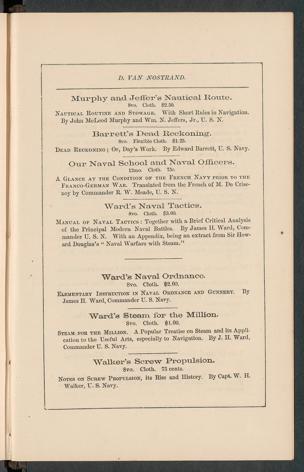 D. VAN NOSTRAND.
Murphy and Jeffer's Nautical Route.
8vo. Cloth. $2.50.
NAUTICAL ROUTINE AND STOWAGE. With Short Rules in Navigation.
By John McLeod Murphy and Wm. N. Jeffers, Jr., U. S. N.
Barrett's Dead Reckoning.
8vo. Flexible Cloth. $1.25.
DEAD RECKONING; Or, Day's Work. By Edward Barrett, U. S. Navy.
Our Naval School and Naval Officers.
12mo. Cloth. 75c.
A GLANCE AT THE CONDITION OF THE FRENCH NAVY PRIOR TO THE
FRANCO-GERMAN WAR. Translated from the French of M. De Crise-
noy by Commander R. W. Meade, U. S. N.
Ward's Naval Tactics.
8vo. Cloth. $3.00.
MANUAL OF NAVAL TACTICS: Together with a Brief Critical Analysis
of the Principal Modern Naval Battles. By James H. Ward, Com-
mander U. S. N. With an Appendix, being an extract from Sir How-
ard Douglas's "Naval Warfare with Steam."
Ward's Naval Ordnance.
8vo. Cloth. $2.00.
ELEMENTARY INSTRUCTION IN NAVAL ORDNANCE AND GUNNERY. By
James H. Ward, Commander U. S. Navy.
Ward's Steam for the Million.
8vo. Cloth. $1.00.
STEAM FOR THE MILLION. A Popular Treatise on Steam and its Appli-
cation to the Useful Arts, especially to Navigation. By J. H. Ward,
Commander U. S. Navy.
Walker's Screw Propulsion.
8vo. Cloth. 75 cents.
NOTES ON SCREW PROPULSION, its Rise and History. By Capt. W. H.
Walker, U. S. Navy.